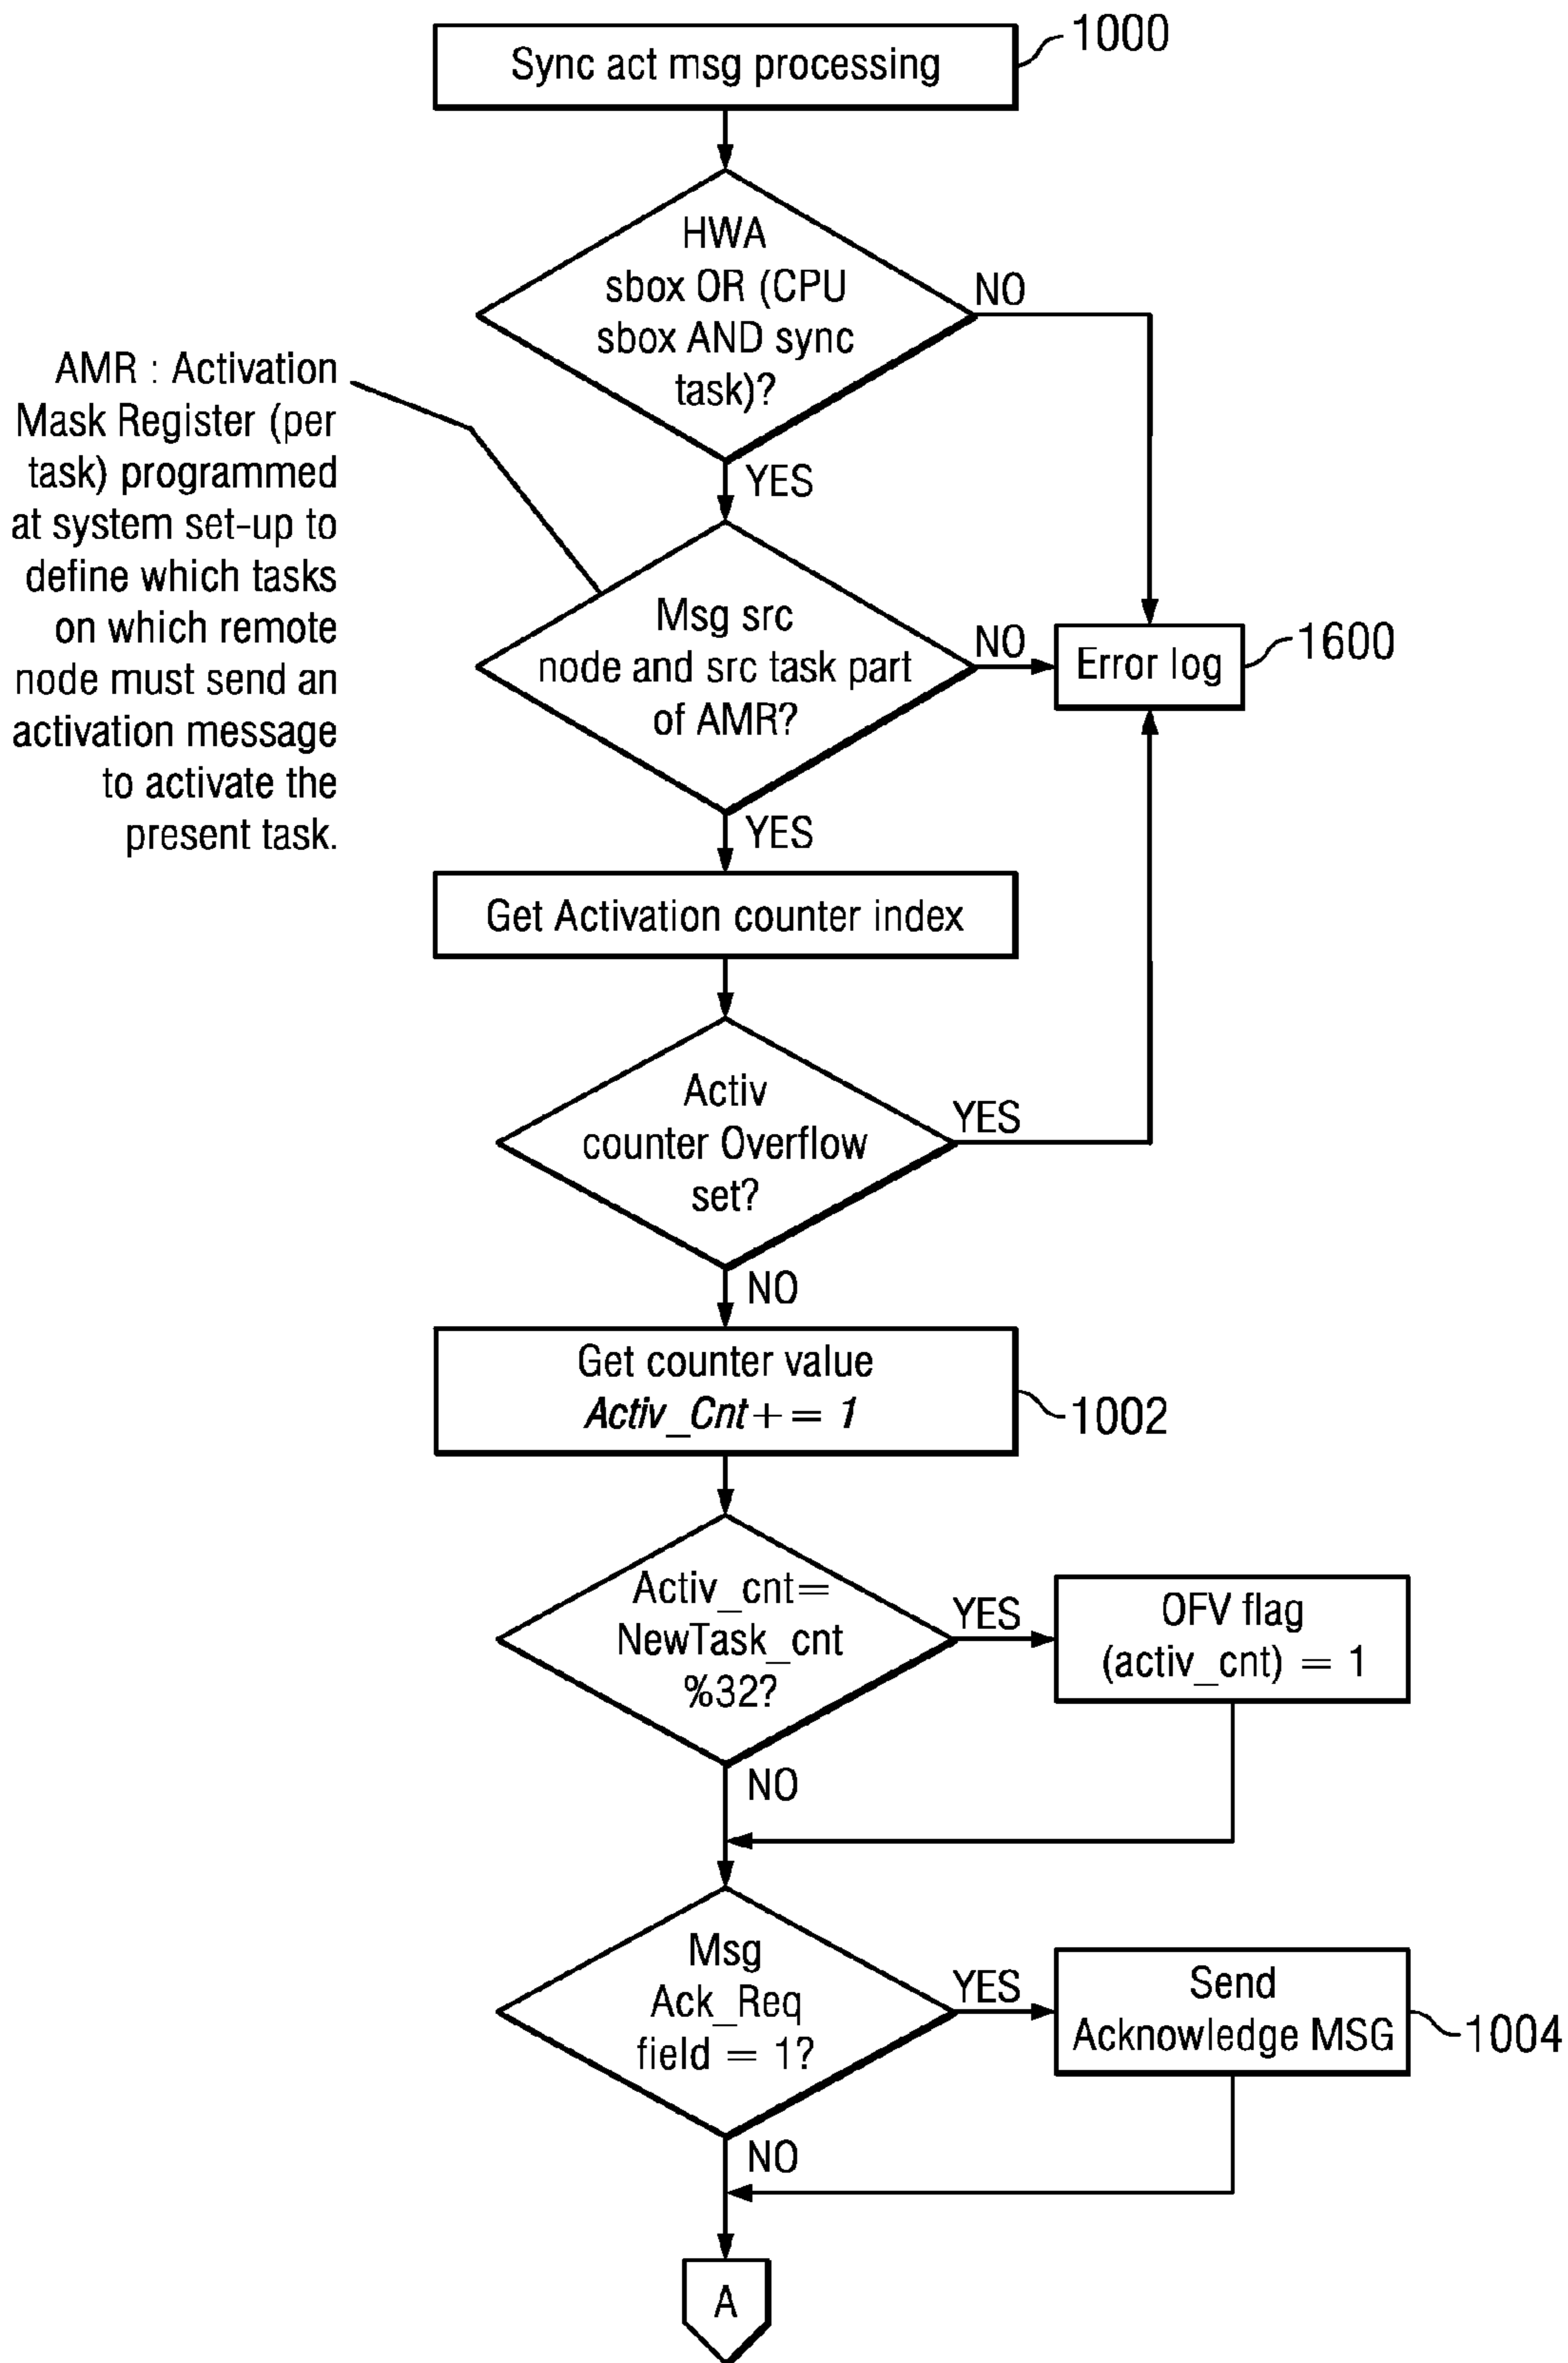 Sync act msg processing
1000
HWA
sbox OR (CPU
sbox AND sync
task)?
NO
YES
AMR : Activation
Mask Register (per
task) programmed
at system set-up to
define which tasks
on which remote
node must send an
activation message
to activate the
present task.
Msg src
node and src task part
of AMR?
NO
Error log
1600
YES
Get Activation counter index
Activ
counter Overflow
set?
YES
NO
Get counter value
Activ_Cnt+= 1
1002
Activ_cnt=
NewTask_cnt
%32?
YES
OFV flag
(activ_cnt) = 1
NO
Msg
Ack_Req
field = 1?
YES
Send
Acknowledge MSG
1004
NO
A